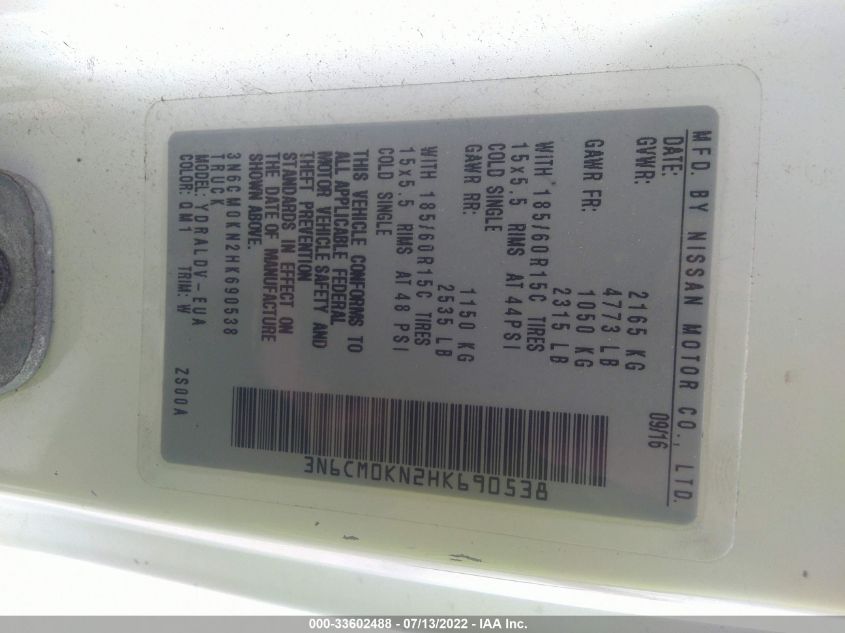 MFD. BY NISSAN MOTOR CO., LTD.
DATE: 09/16
GVWR: 2165 KG
4773 LB
GAWR FR: 1050 KG
2315 LB
WITH 185/60R15C TIRES
15x5.5 RIMS AT 44PSI
COLD SINGLE
GAWR RR: 1150 KG
2535 LB
WITH 185/60R15C TIRES
15x5.5 RIMS AT 48 PSI
COLD SINGLE
THIS VEHICLE CONFORMS TO
ALL APPLICABLE FEDERAL
MOTOR VEHICLE SAFETY AND
THEFT PREVENTION
STANDARDS IN EFFECT ON
THE DATE OF MANUFACTURE
SHOWN ABOVE.
3N6CM0KN2HK690538
TRUCK
MODEL: YDRALDV-EUA
COLOR: QM1 TRIM: W ZS00A
3N6CM0KN2HK690538
000-33602488 - 07/13/2022 - IAA Inc.